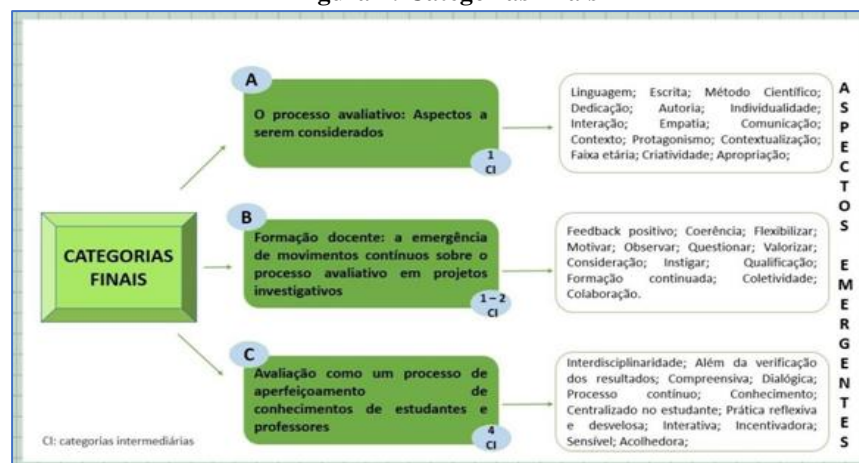 A
O processo avaliativo: Aspectos a
serem considerados
1
CI
Linguagem; Escrita; Método Científico;
Dedicação; Autoria; Individualidade;
Interação; Empatia; Comunicação;
Contexto; Protagonismo; Contextualização;
Faixa etária; Criatividade; Apropriação;
CATEGORIAS
FINAIS
B
Formação docente: a emergência
de movimentos contínuos sobre o
processo avaliativo em projetos
investigativos
1 – 2
CI
Feedback positivo; Coerência; Flexibilizar;
Motivar; Observar; Questionar; Valorizar;
Consideração; Instigar; Qualificação;
Formação continuada; Coletividade;
Colaboração.
C
Avaliação como um processo de
aperfeiçoamento de
conhecimentos de estudantes e
professores
4
CI
Interdisciplinaridade; Além da verificação
dos resultados; Compreensiva; Dialógica;
Processo contínuo; Conhecimento;
Centralizado no estudante; Prática reflexiva
e desvelosa; Interativa; Incentivadora;
Sensível; Acolhedora;
ASPECTOS EMERGENTES
CI: categorias intermediárias